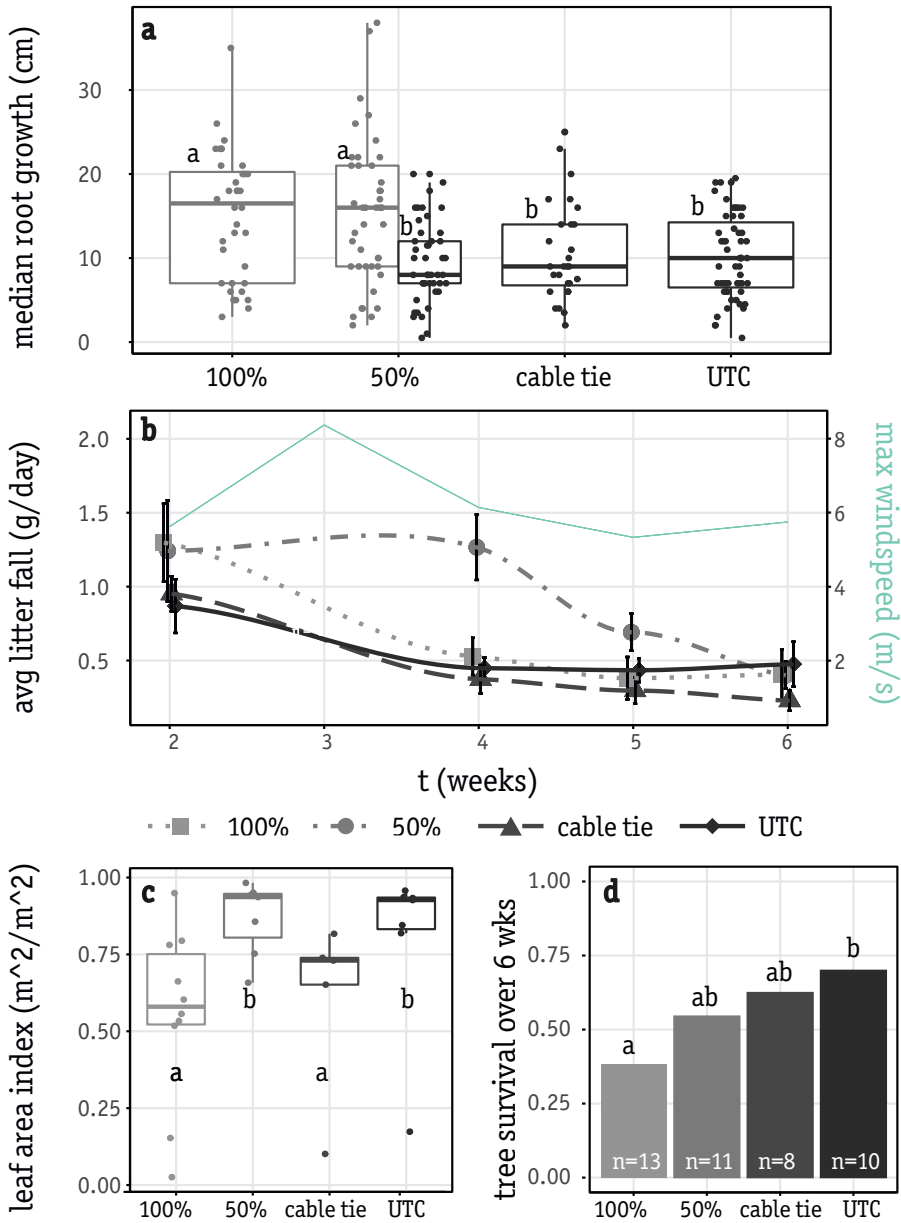 a
median root growth (cm)
30
20
10
0
a
a
b
b
b
100%
50%
cable tie
UTC
b
avg litter fall (g/day)
2.0
1.5
1.0
0.5
8
6
4
2
max windspeed (m/s)
2
3
4
5
6
t (weeks)
100%
50%
cable tie
UTC
c
leaf area index (m^2/m^2)
1.00
0.75
0.50
0.25
0.00
a
b
a
b
100%
50%
cable tie
UTC
d
tree survival over 6 wks
1.00
0.75
0.50
0.25
0.00
a
ab
ab
b
n=13
n=11
n=8
n=10
100%
50%
cable tie
UTC